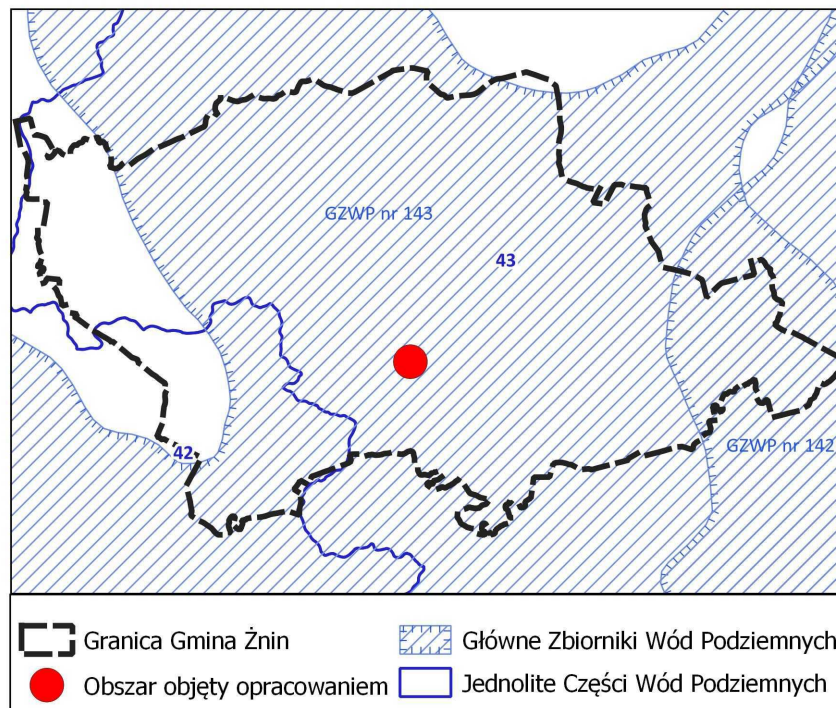 GZWP nr 143
43
42
GZWP nr 142
Granica Gmina Żnin
Główne Zbiorniki Wód Podziemnych
Obszar objęty opracowaniem
Jednolite Części Wód Podziemnych